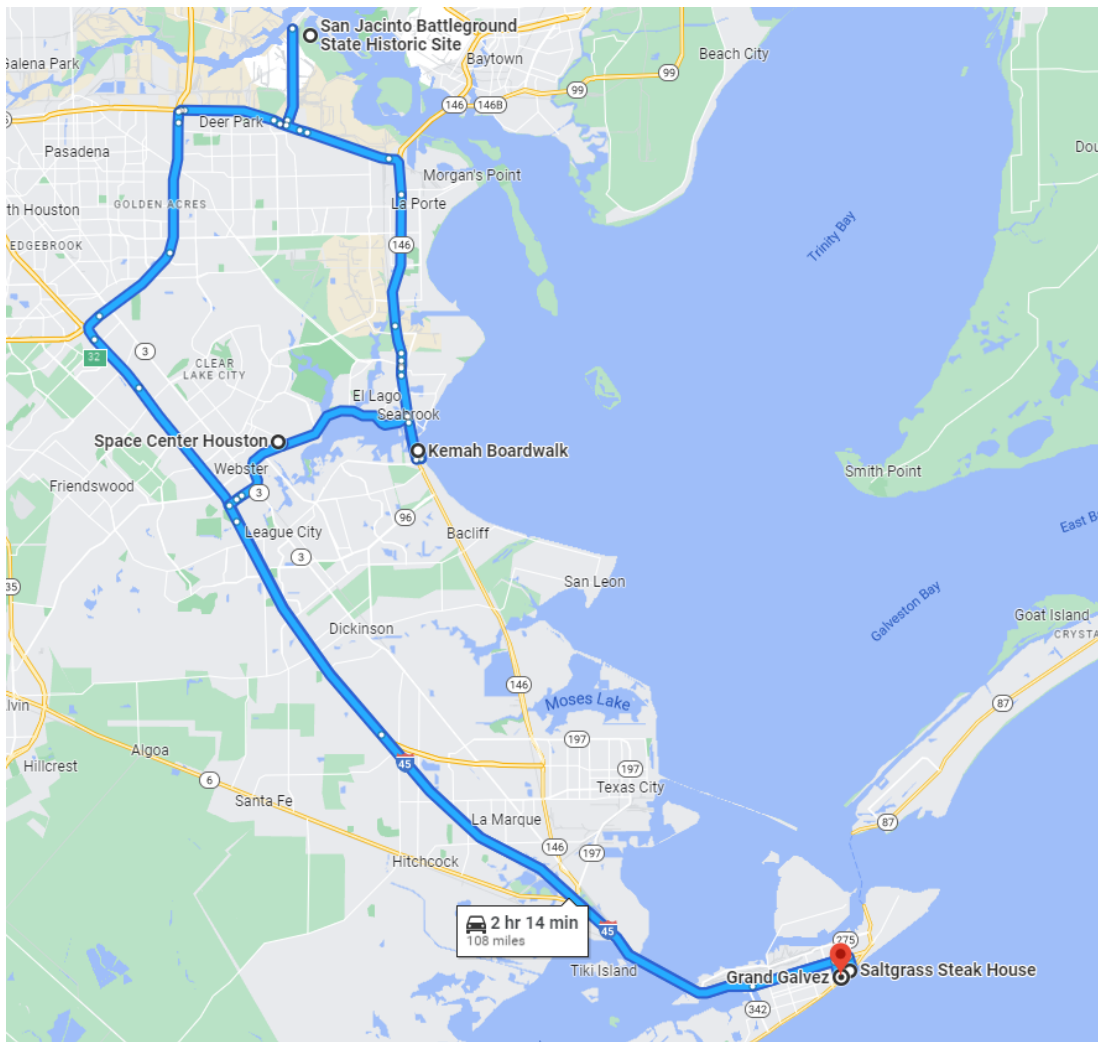 San Jacinto Battleground
State Historic Site
Baytown
Beach City
Galena Park
99
99
146
146B
Deer Park
Pasadena
Morgan's Point
La Porte
th Houston
GOLDEN ACRES
EDGEBROOK
146
Trinity Bay
32
3
CLEAR
LAKE CITY
El Lago
Seabrook
Space Center Houston
Kemah Boardwalk
Webster
Friendswood
3
96
Smith Point
League City
3
Bacliff
San Leon
35
Galveston Bay
Goat Island
Dickinson
146
Moses Lake
87
197
Algoa
Hillcrest
6
45
197
Santa Fe
Texas City
La Marque
87
146
197
Hitchcock
2 hr 14 min
108 miles
45
275
Tiki Island
Grand Galvez
Saltgrass Steak House
342